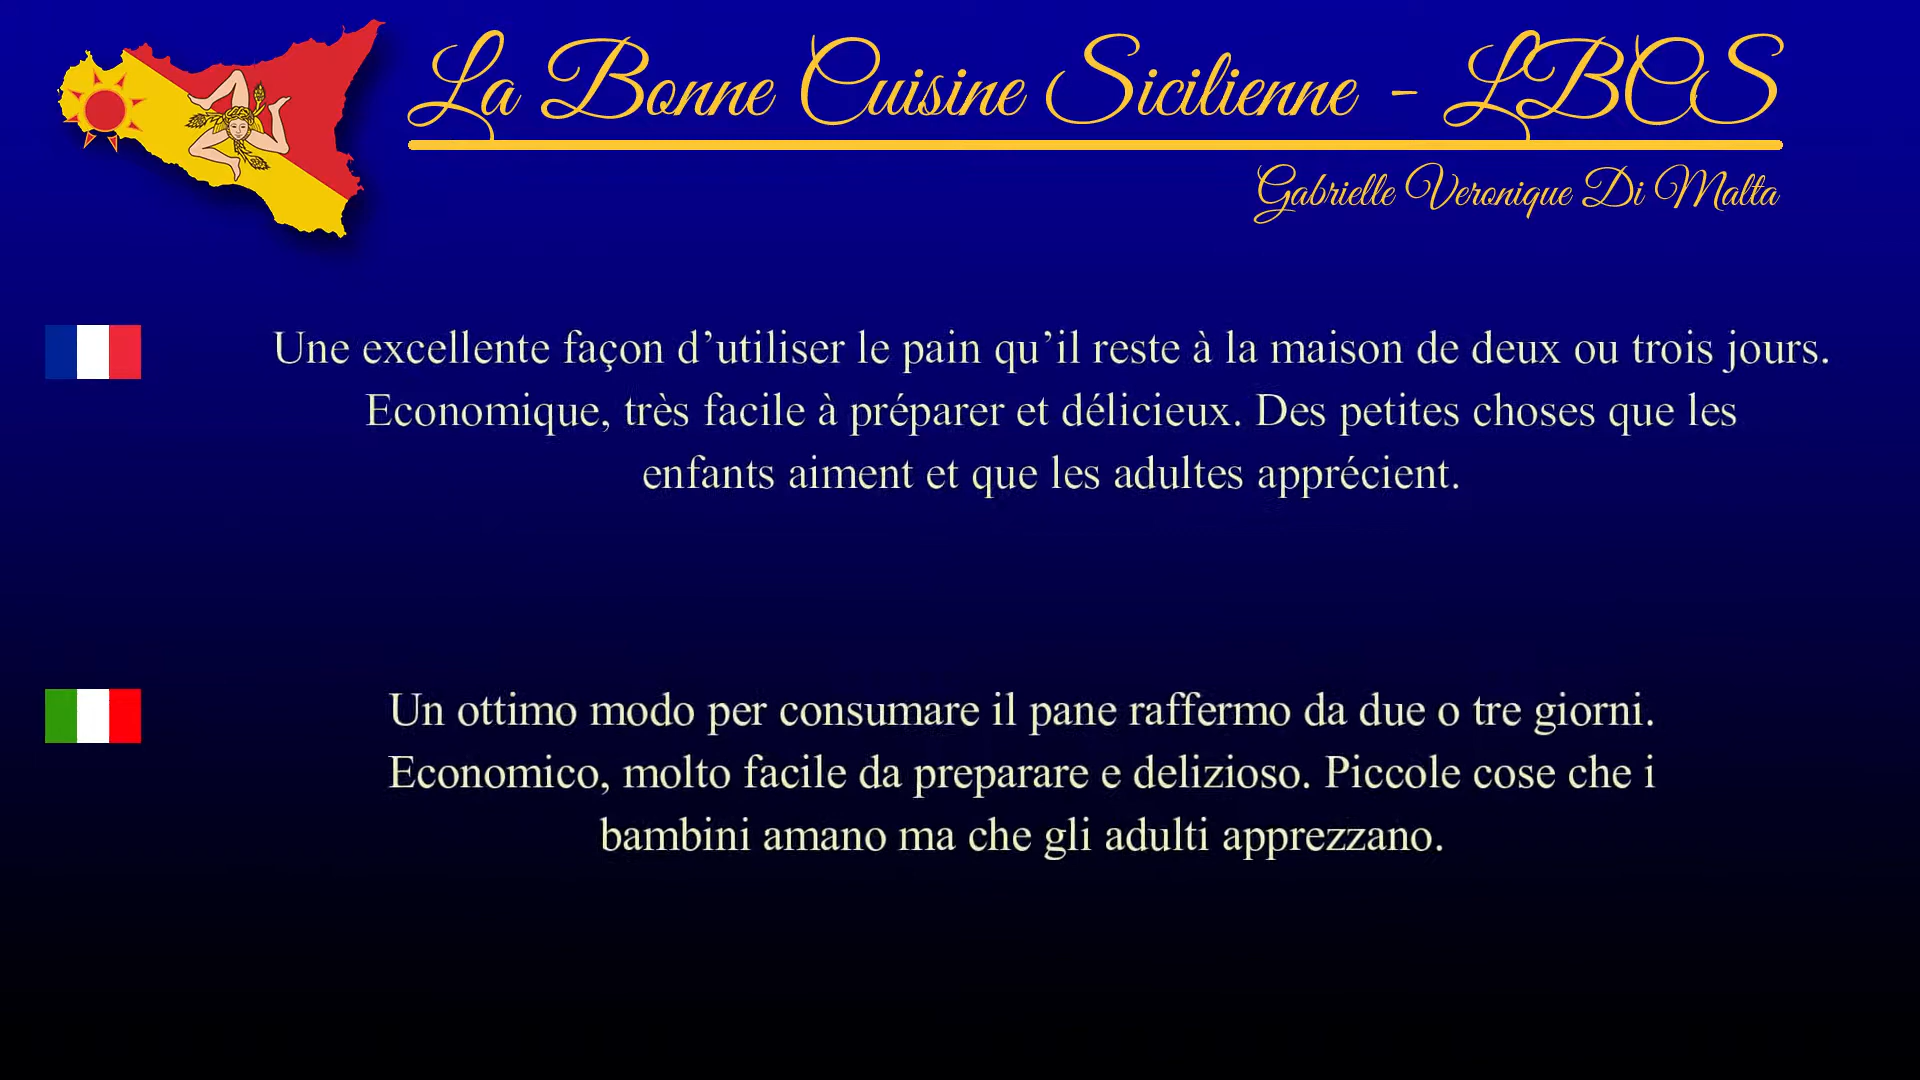 La Bonne Cuisine Sicilienne - LBCS
Gabrielle Veronique Di Malta
Une excellente façon d’utiliser le pain qu’il reste à la maison de deux ou trois jours.
Economique, très facile à préparer et délicieux. Des petites choses que les
enfants aiment et que les adultes apprécient.
Un ottimo modo per consumare il pane raffermo da due o tre giorni.
Economico, molto facile da preparare e delizioso. Piccole cose che i
bambini amano ma che gli adulti apprezzano.